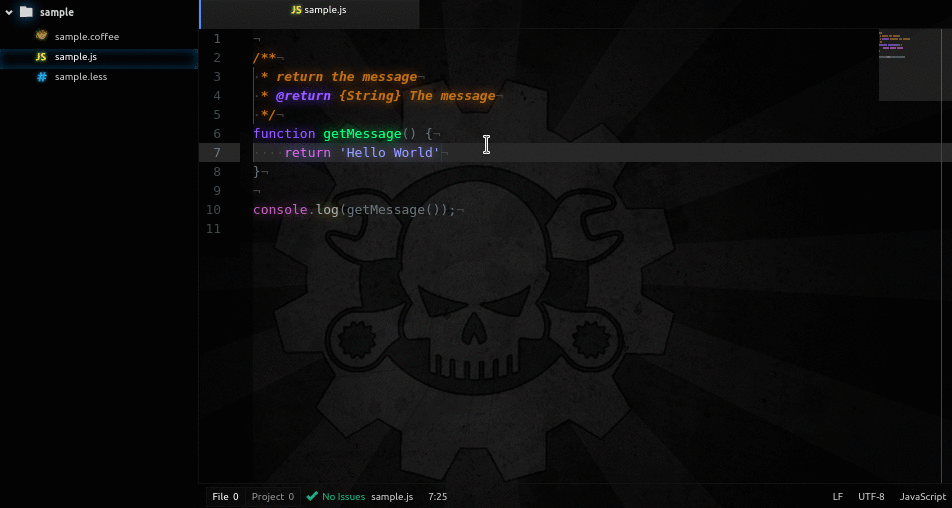 sample
sample.coffee
JS sample.js
# sample.less
JS sample.js
1 ¬
2 /**¬
3 * return the message¬
4 * @return {String} The message¬
5 */¬
6 function getMessage() {¬
7 ····return 'Hello World'¬
8 }¬
9 ¬
10 console.log(getMessage());¬
11
File 0 Project 0 No Issues sample.js 7:25 LF UTF-8 JavaScript